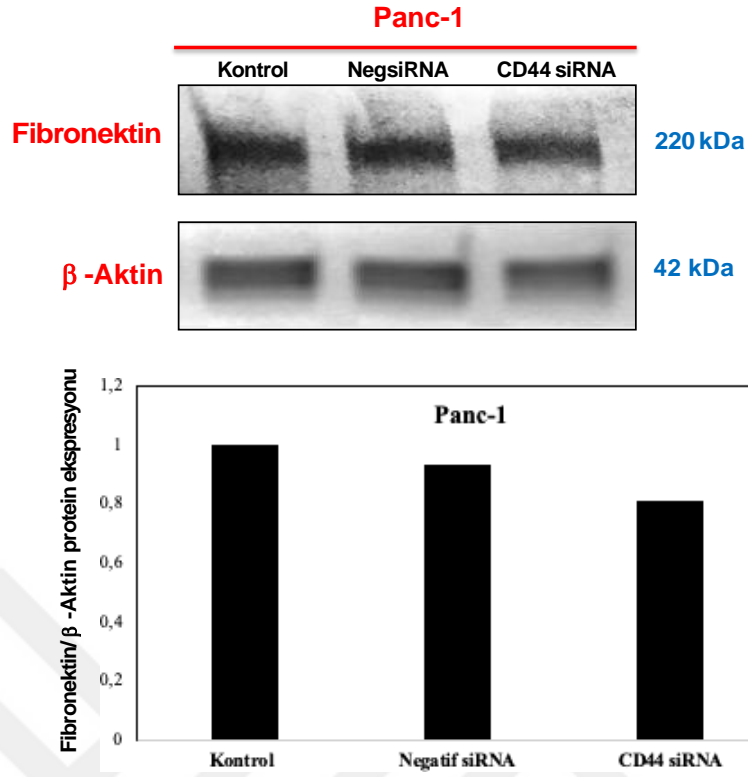 Panc-1
Kontrol NegsiRNA CD44 siRNA
Fibronektin 220 kDa
β -Aktin 42 kDa
Fibronektin/ β -Aktin protein ekspresyonu
1,2
Panc-1
1
0,8
0,6
0,4
0,2
0
Kontrol Negatif siRNA CD44 siRNA